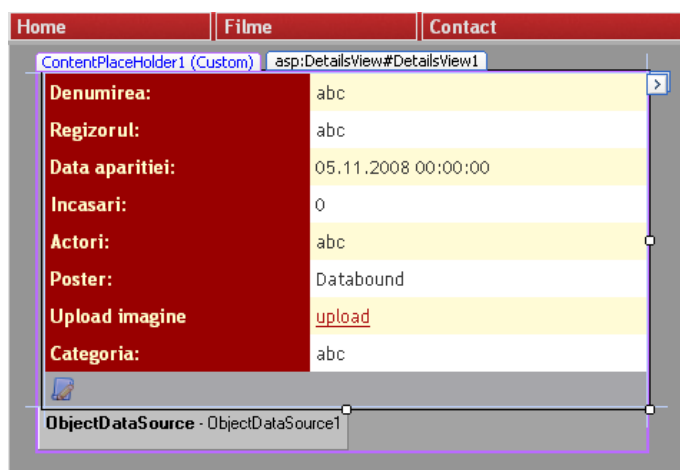 Home Filme Contact
ContentPlaceHolder1 (Custom) asp:DetailsView#DetailsView1
Denumirea: abc
Regizorul: abc
Data aparitiei: 05.11.2008 00:00:00
Incasari: 0
Actori: abc
Poster: Databound
Upload imagine upload
Categoria: abc
ObjectDataSource - ObjectDataSource1